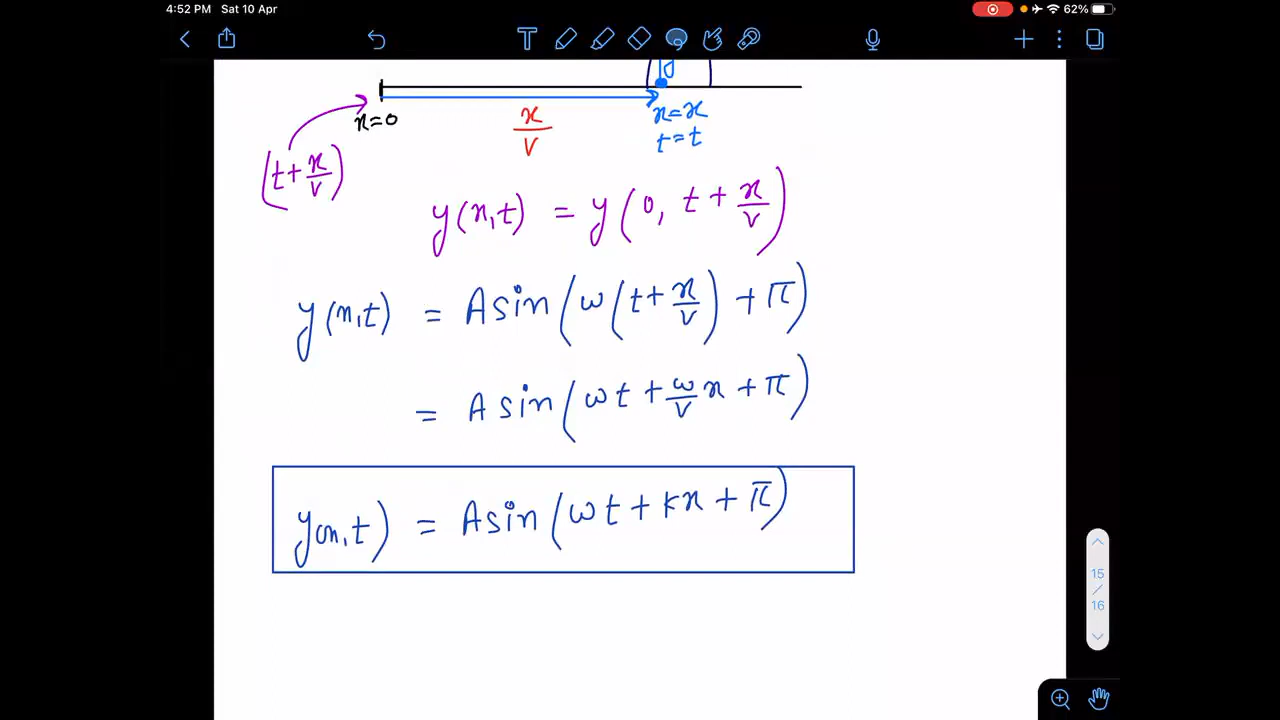 4:52 PM Sat 10 Apr 62%
T
x=0
x/v
x=x
t=t
(t+x/v)
y(x,t) = y(0, t+x/v)
y(x,t) = A sin(ω(t+x/v)+π)
= A sin(ωt+ω/v x+π)
y(x,t) = A sin(ωt+kx+π)
15
/
16